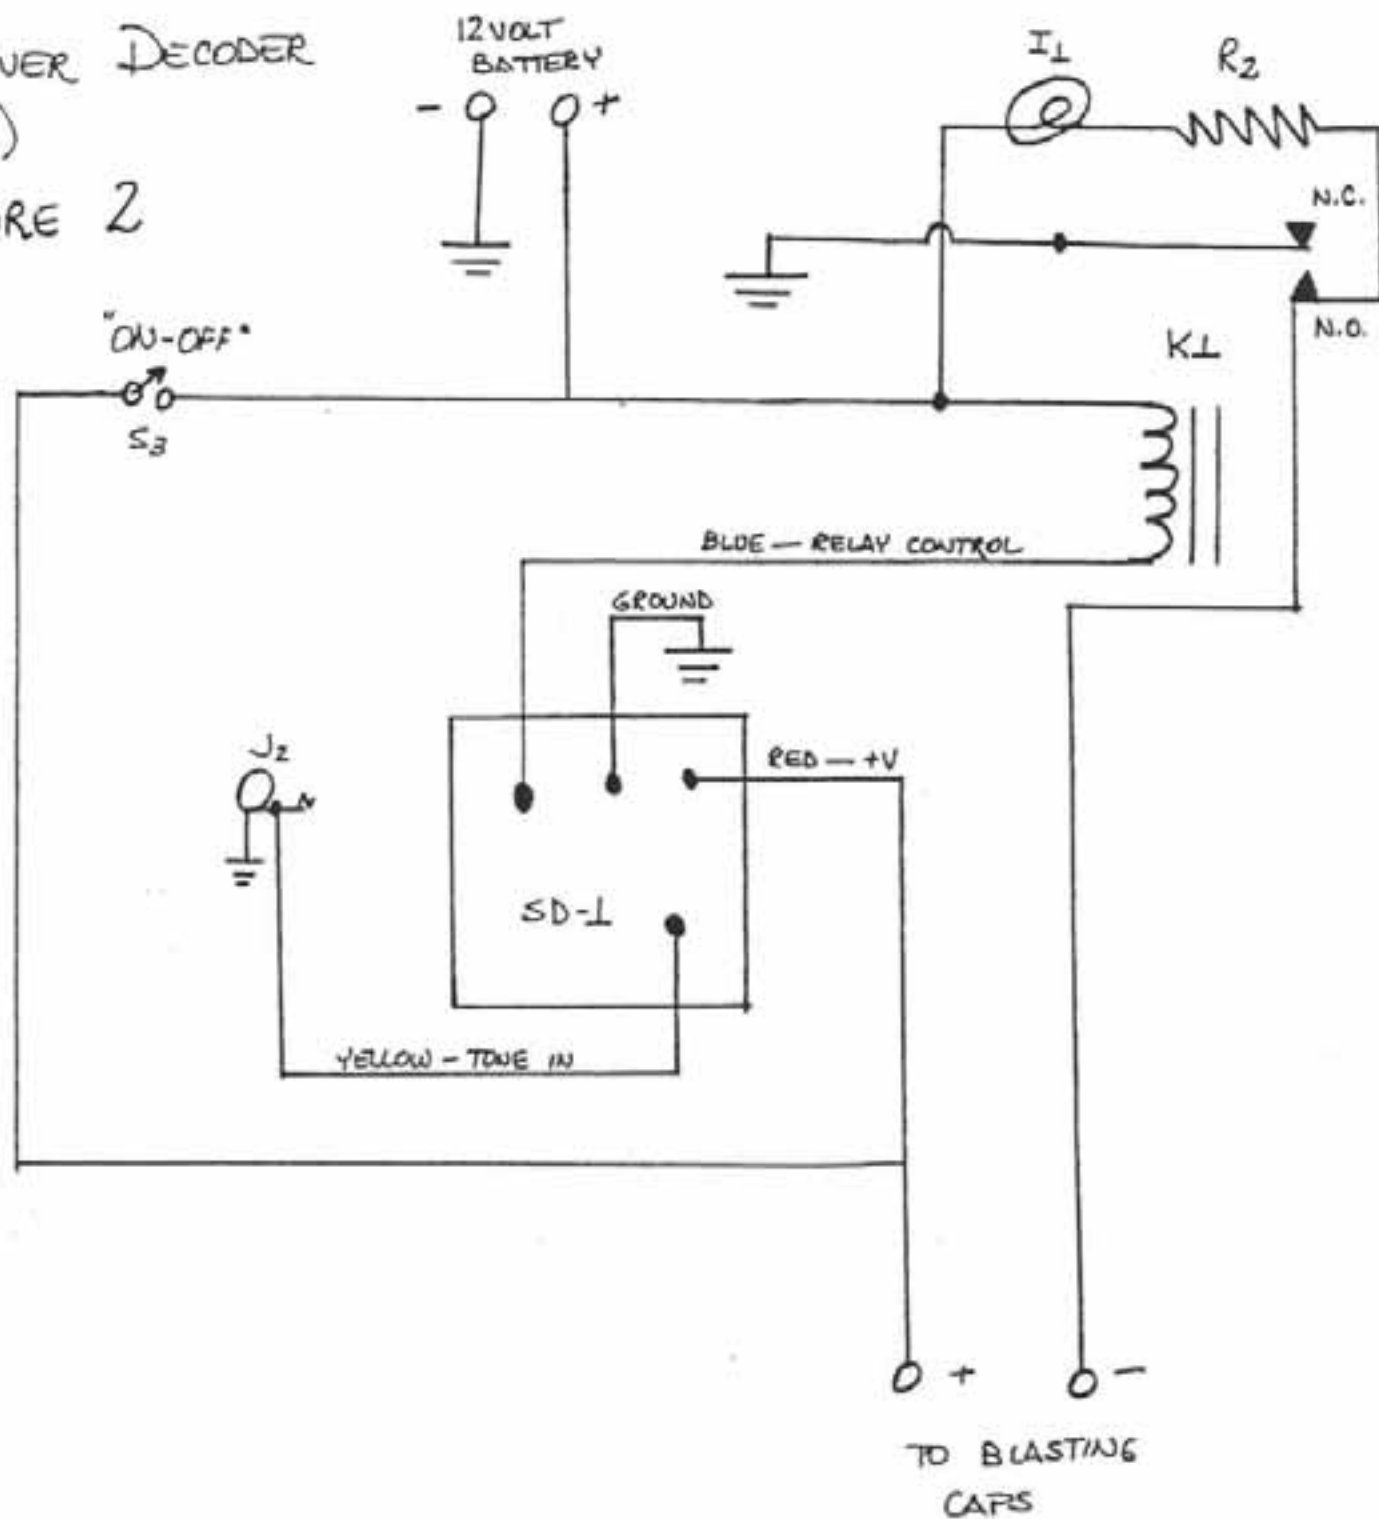 VER DECODER
)
RE 2
12 VOLT
BATTERY
- +
I1
R2
N.C.
N.O.
"ON-OFF"
S3
K1
BLUE — RELAY CONTROL
GROUND
J2
RED — +V
SD-1
YELLOW - TONE IN
+ -
TO BLASTING
CAPS